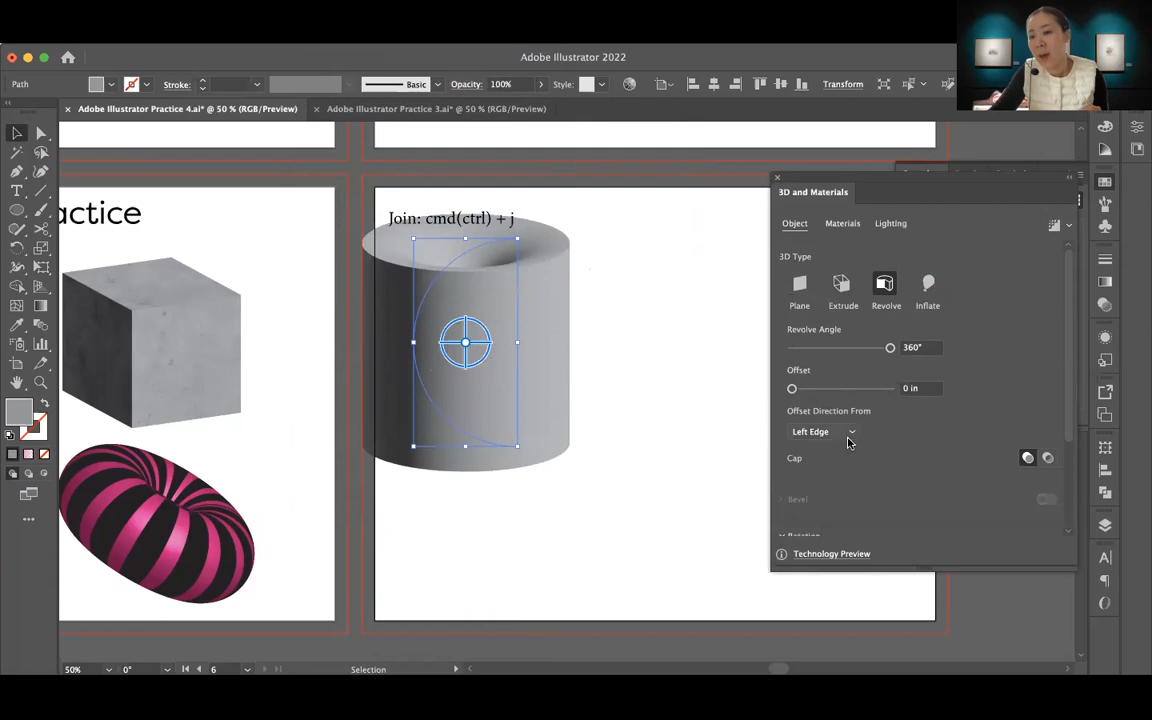 Adobe Illustrator 2022
Path
Stroke:
Basic
Opacity:
100%
Style:
Transform
Adobe Illustrator Practice 4.ai* @ 50 % (RGB/Preview)
Adobe Illustrator Practice 3.ai* @ 50 % (RGB/Preview)
actice
Join: cmd(ctrl) + j
3D and Materials
Object
Materials
Lighting
3D Type
Plane
Extrude
Revolve
Inflate
Revolve Angle
360°
Offset
0 in
Offset Direction From
Left Edge
Cap
Bevel
Rotation
Technology Preview
50%
0°
6
Selection